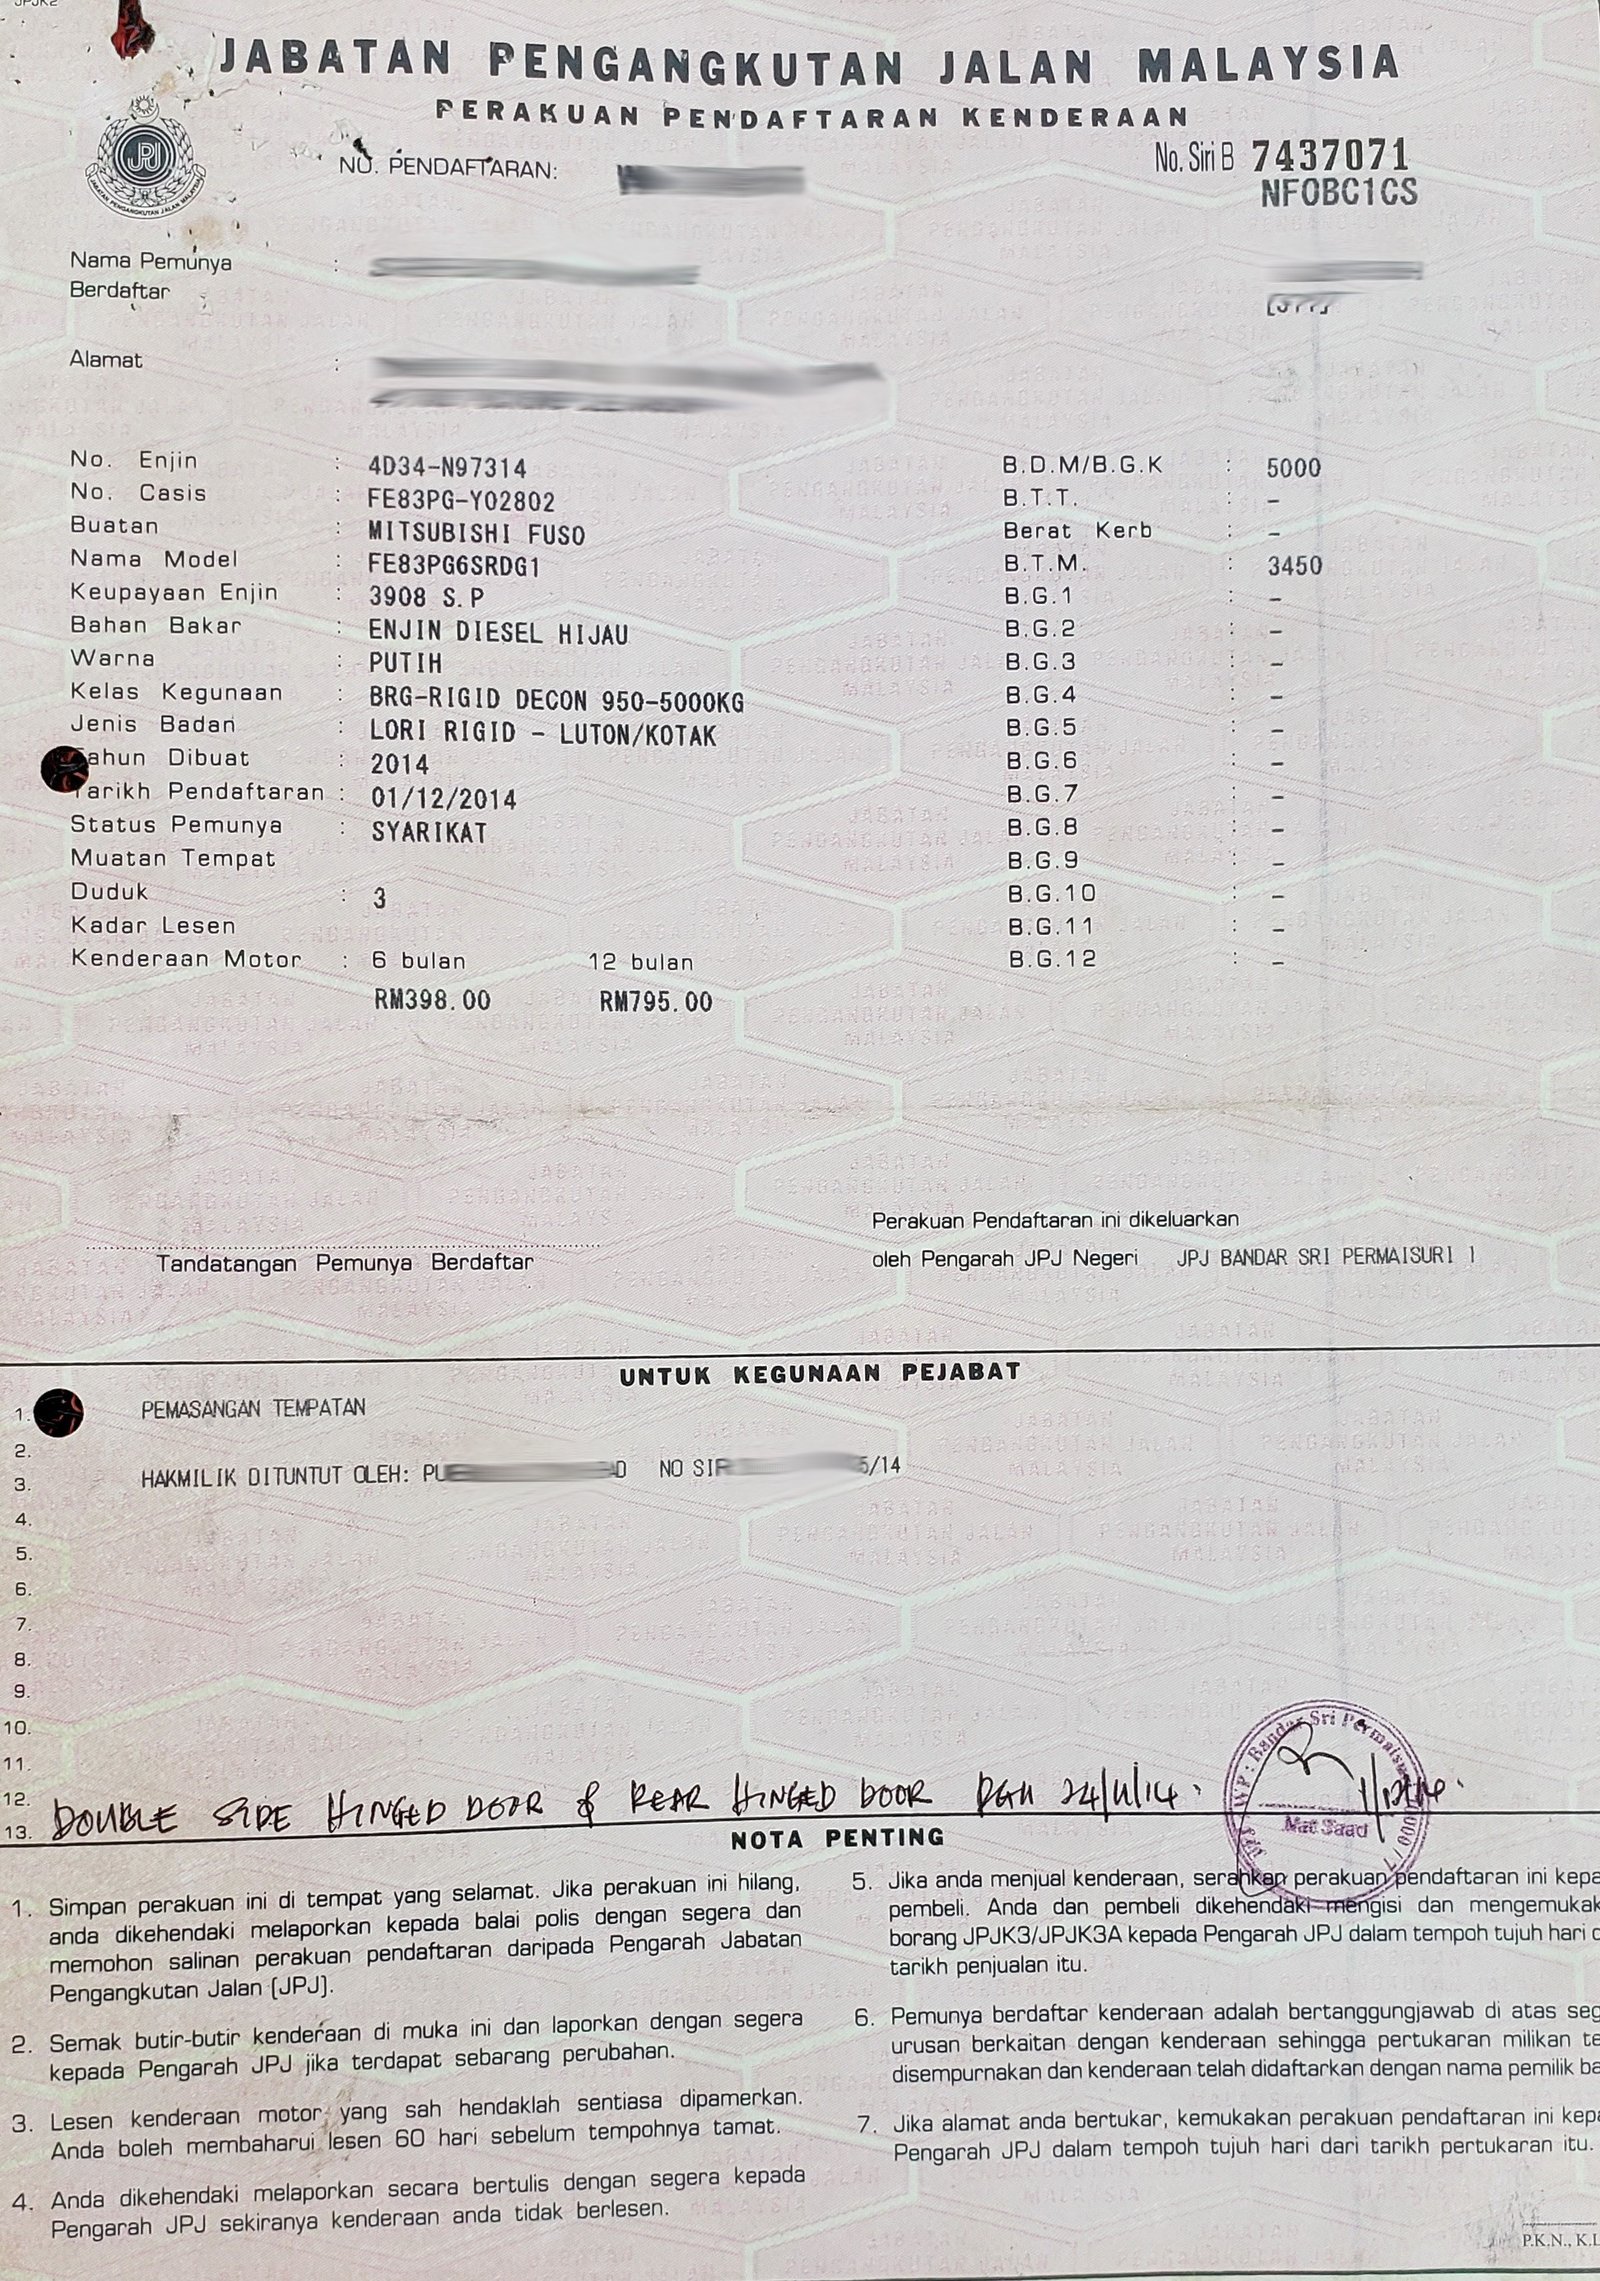 JPJK2
JABATAN PENGANGKUTAN JALAN MALAYSIA
PERAKUAN PENDAFTARAN KENDERAAN
NO. PENDAFTARAN:
No. Siri B 7437071
NF0BC1CS
Nama Pemunya :
Berdaftar
Alamat :
No. Enjin : 4D34-N97314
No. Casis : FE83PG-Y02802
Buatan : MITSUBISHI FUSO
Nama Model : FE83PG6SRDG1
Keupayaan Enjin : 3908 S.P
Bahan Bakar : ENJIN DIESEL HIJAU
Warna : PUTIH
Kelas Kegunaan : BRG-RIGID DECON 950-5000KG
Jenis Badan : LORI RIGID - LUTON/KOTAK
Tahun Dibuat : 2014
Tarikh Pendaftaran : 01/12/2014
Status Pemunya : SYARIKAT
Muatan Tempat
Duduk : 3
Kadar Lesen
Kenderaan Motor : 6 bulan 12 bulan
RM398.00 RM795.00
B.D.M/B.G.K : 5000
B.T.T. : -
Berat Kerb : -
B.T.M. : 3450
B.G.1 : -
B.G.2 : -
B.G.3 : -
B.G.4 : -
B.G.5 : -
B.G.6 : -
B.G.7 : -
B.G.8 : -
B.G.9 : -
B.G.10 : -
B.G.11 : -
B.G.12 : -
Tandatangan Pemunya Berdaftar
Perakuan Pendaftaran ini dikeluarkan
oleh Pengarah JPJ Negeri JPJ BANDAR SRI PERMAISURI 1
UNTUK KEGUNAAN PEJABAT
1. PEMASANGAN TEMPATAN
2.
3. HAKMILIK DITUNTUT OLEH: PU D NO SIR 5/14
4.
5.
6.
7.
8.
9.
10.
11.
12.
13. DOUBLE SIDE HINGED DOOR & REAR HINGED DOOR DGN 24/11/14.
WP: Bandar Sri Permaisuri
Mat Saad
NOTA PENTING
1. Simpan perakuan ini di tempat yang selamat. Jika perakuan ini hilang,
anda dikehendaki melaporkan kepada balai polis dengan segera dan
memohon salinan perakuan pendaftaran daripada Pengarah Jabatan
Pengangkutan Jalan (JPJ).
2. Semak butir-butir kenderaan di muka ini dan laporkan dengan segera
kepada Pengarah JPJ jika terdapat sebarang perubahan.
3. Lesen kenderaan motor yang sah hendaklah sentiasa dipamerkan.
Anda boleh membaharui lesen 60 hari sebelum tempohnya tamat.
4. Anda dikehendaki melaporkan secara bertulis dengan segera kepada
Pengarah JPJ sekiranya kenderaan anda tidak berlesen.
5. Jika anda menjual kenderaan, serahkan perakuan pendaftaran ini kepa
pembeli. Anda dan pembeli dikehendaki mengisi dan mengemukak
borang JPJK3/JPJK3A kepada Pengarah JPJ dalam tempoh tujuh hari d
tarikh penjualan itu.
6. Pemunya berdaftar kenderaan adalah bertanggungjawab di atas seg
urusan berkaitan dengan kenderaan sehingga pertukaran milikan te
disempurnakan dan kenderaan telah didaftarkan dengan nama pemilik ba
7. Jika alamat anda bertukar, kemukakan perakuan pendaftaran ini kepa
Pengarah JPJ dalam tempoh tujuh hari dari tarikh pertukaran itu.
P.K.N., K.L